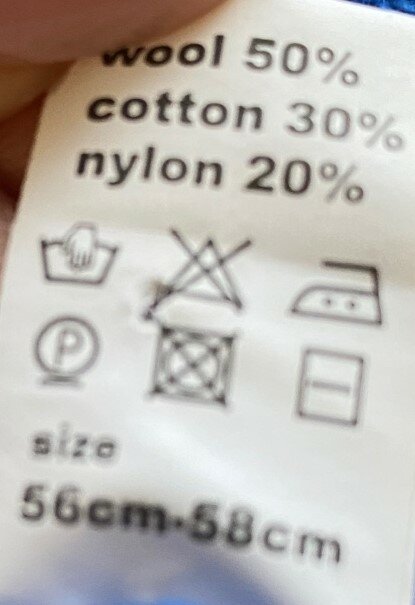 wool 50%
cotton 30%
nylon 20%
P
size
56cm-58cm